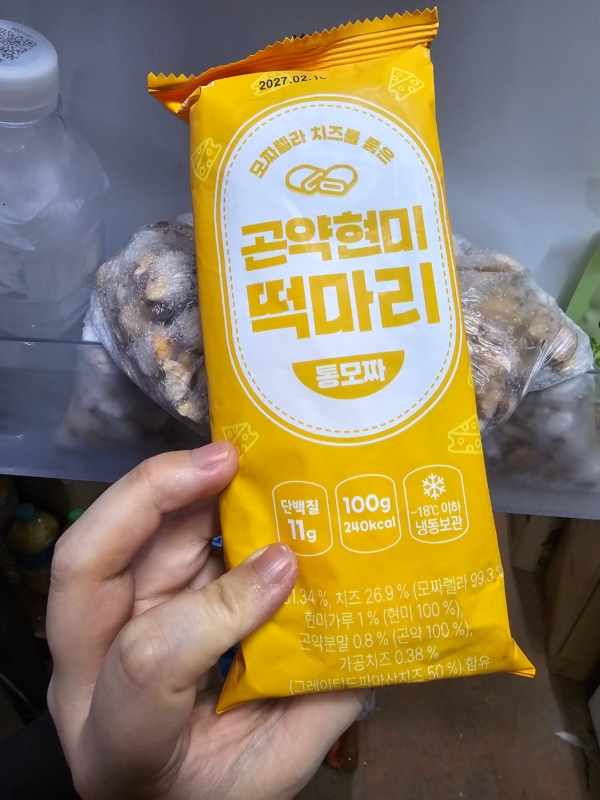 2027.02.
모짜렐라 치즈를 품은
곤약현미
떡마리
통모짜
단백질
11g
100g
240kcal
-18℃ 이하
냉동보관
치즈 26.9 % (모짜렐라 99.3
현미가루 1 % (현미 100 %),
곤약분말 0.8 % (곤약 100 %),
가공치즈 0.38 %
(그레이티드파마산치즈 50 %) 함유